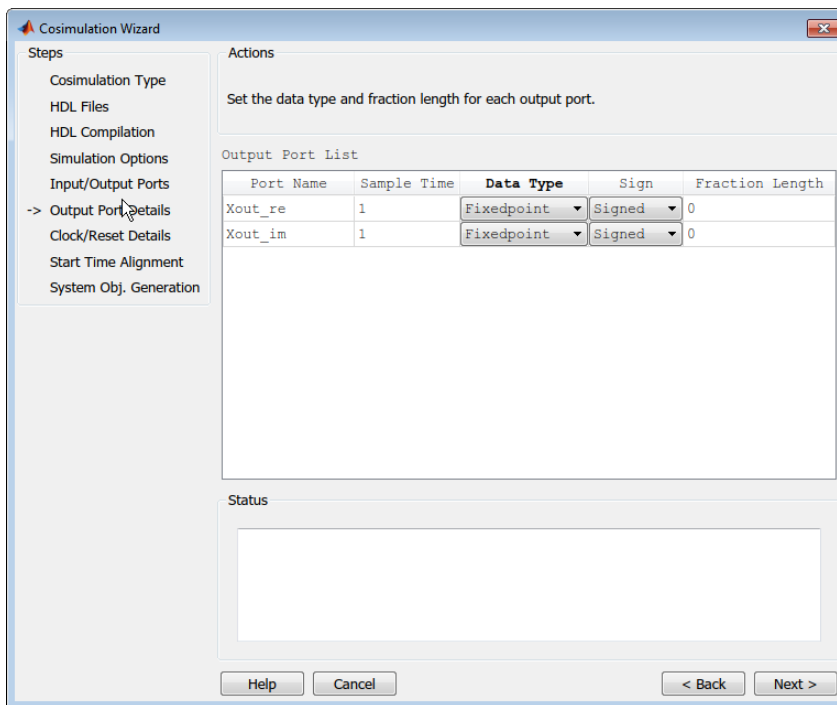 Cosimulation Wizard
Steps
Cosimulation Type
HDL Files
HDL Compilation
Simulation Options
Input/Output Ports
-> Output Port Details
Clock/Reset Details
Start Time Alignment
System Obj. Generation
Actions
Set the data type and fraction length for each output port.
Output Port List
Port Name Sample Time Data Type Sign Fraction Length
Xout_re 1 Fixedpoint Signed 0
Xout_im 1 Fixedpoint Signed 0
Status
Help Cancel < Back Next >